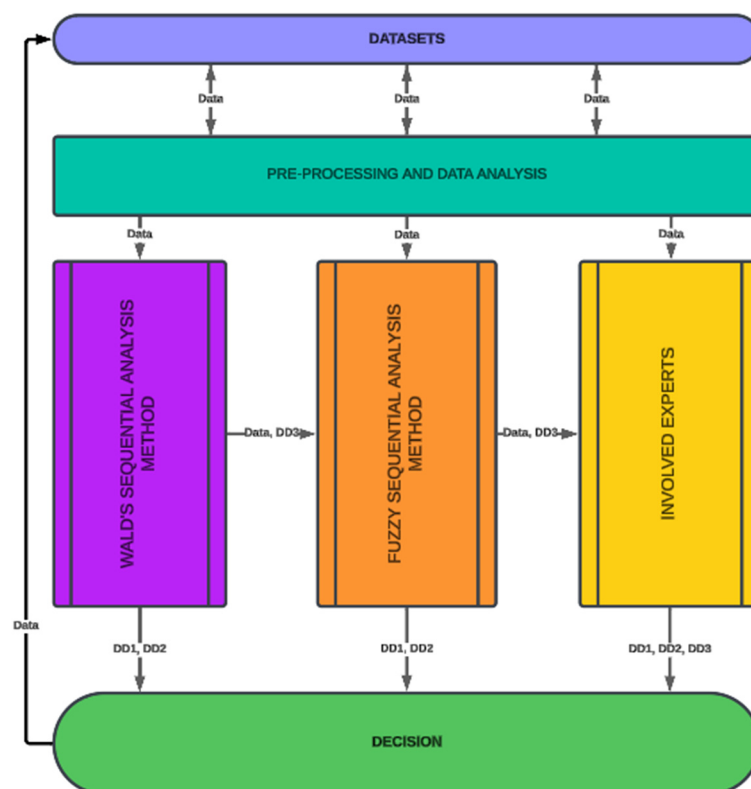 DATASETS
Data
Data
Data
PRE-PROCESSING AND DATA ANALYSIS
Data
Data
Data
WALD'S SEQUENTIAL ANALYSIS
METHOD
Data, DD3
FUZZY SEQUENTIAL ANALYSIS
METHOD
Data, DD3
INVOLVED EXPERTS
Data
DD1, DD2
DD1, DD2
DD1, DD2, DD3
DECISION